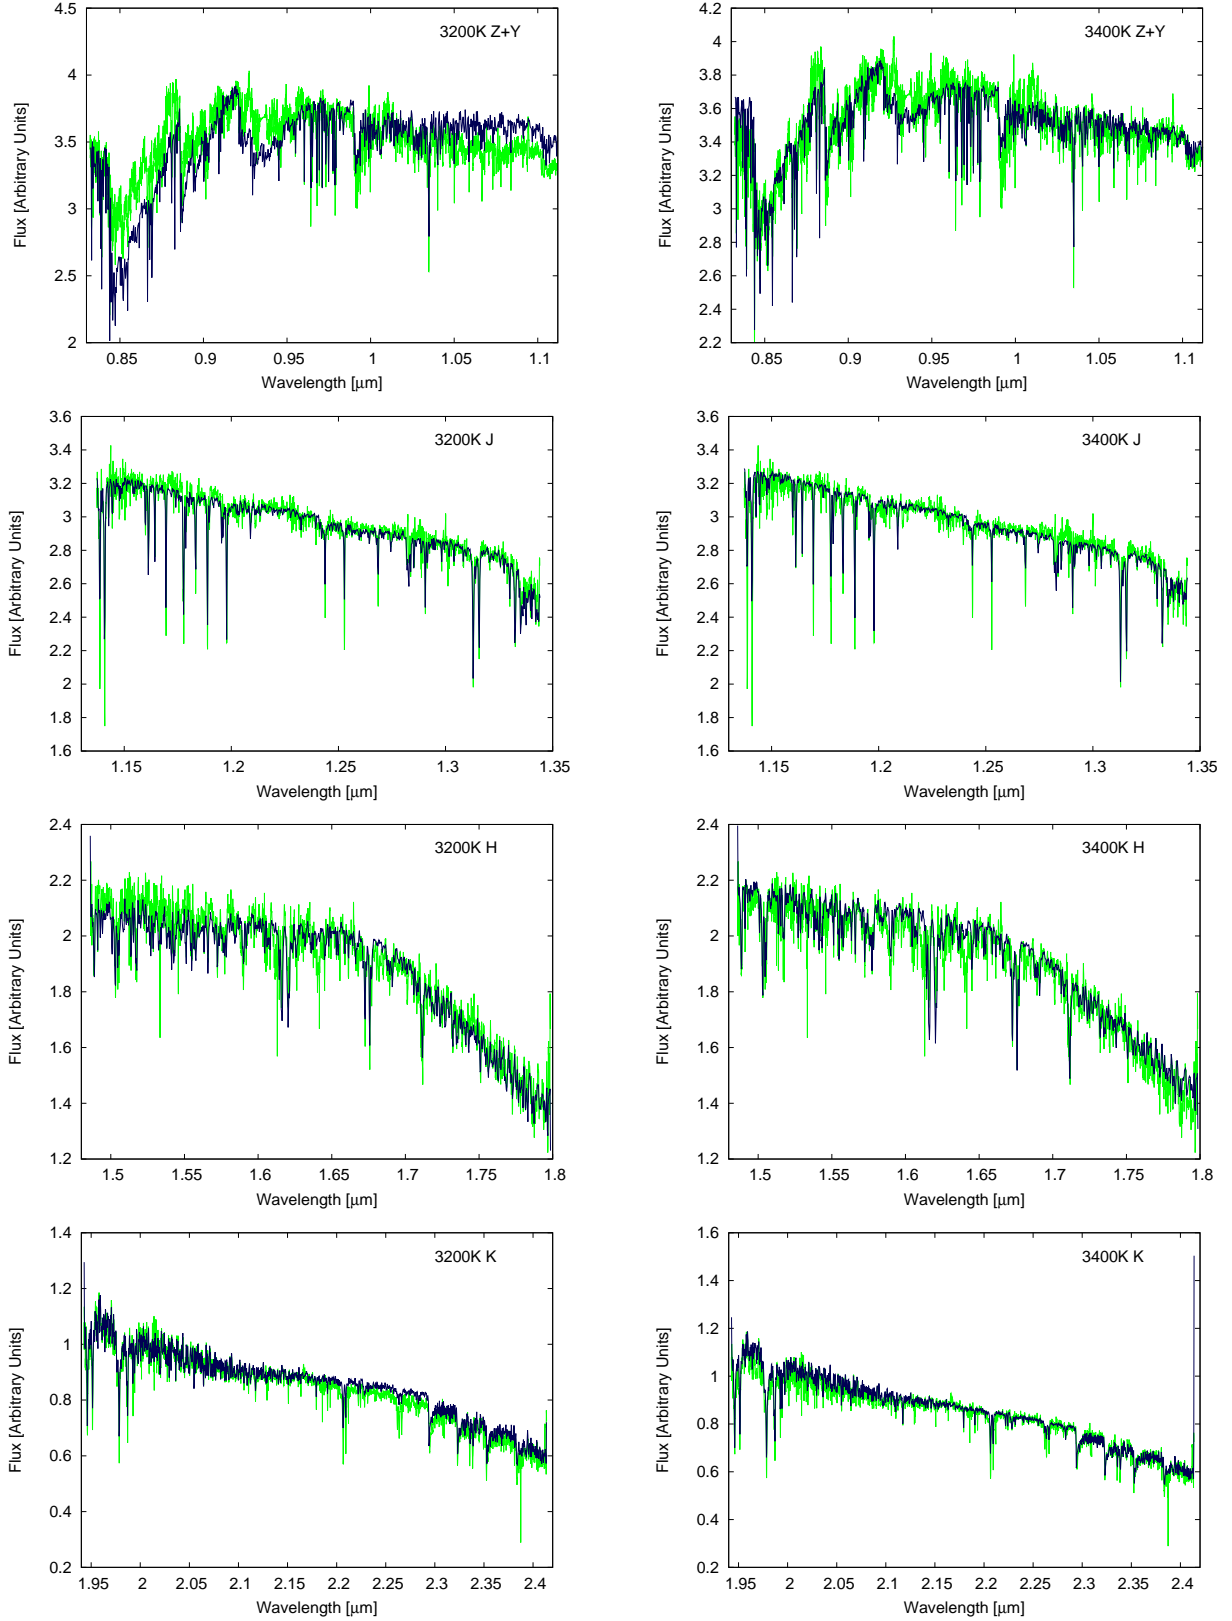 3200K Z+Y
Flux [Arbitrary Units]
4.5
4
3.5
3
2.5
2
0.85 0.9 0.95 1 1.05 1.1
Wavelength [μm]
3400K Z+Y
Flux [Arbitrary Units]
4.2
4
3.8
3.6
3.4
3.2
3
2.8
2.6
2.4
2.2
0.85 0.9 0.95 1 1.05 1.1
Wavelength [μm]
3200K J
Flux [Arbitrary Units]
3.6
3.4
3.2
3
2.8
2.6
2.4
2.2
2
1.8
1.6
1.15 1.2 1.25 1.3 1.35
Wavelength [μm]
3400K J
Flux [Arbitrary Units]
3.6
3.4
3.2
3
2.8
2.6
2.4
2.2
2
1.8
1.6
1.15 1.2 1.25 1.3 1.35
Wavelength [μm]
3200K H
Flux [Arbitrary Units]
2.4
2.2
2
1.8
1.6
1.4
1.2
1.5 1.55 1.6 1.65 1.7 1.75 1.8
Wavelength [μm]
3400K H
Flux [Arbitrary Units]
2.4
2.2
2
1.8
1.6
1.4
1.2
1.5 1.55 1.6 1.65 1.7 1.75 1.8
Wavelength [μm]
3200K K
Flux [Arbitrary Units]
1.4
1.2
1
0.8
0.6
0.4
0.2
1.95 2 2.05 2.1 2.15 2.2 2.25 2.3 2.35 2.4
Wavelength [μm]
3400K K
Flux [Arbitrary Units]
1.6
1.4
1.2
1
0.8
0.6
0.4
0.2
1.95 2 2.05 2.1 2.15 2.2 2.25 2.3 2.35 2.4
Wavelength [μm]